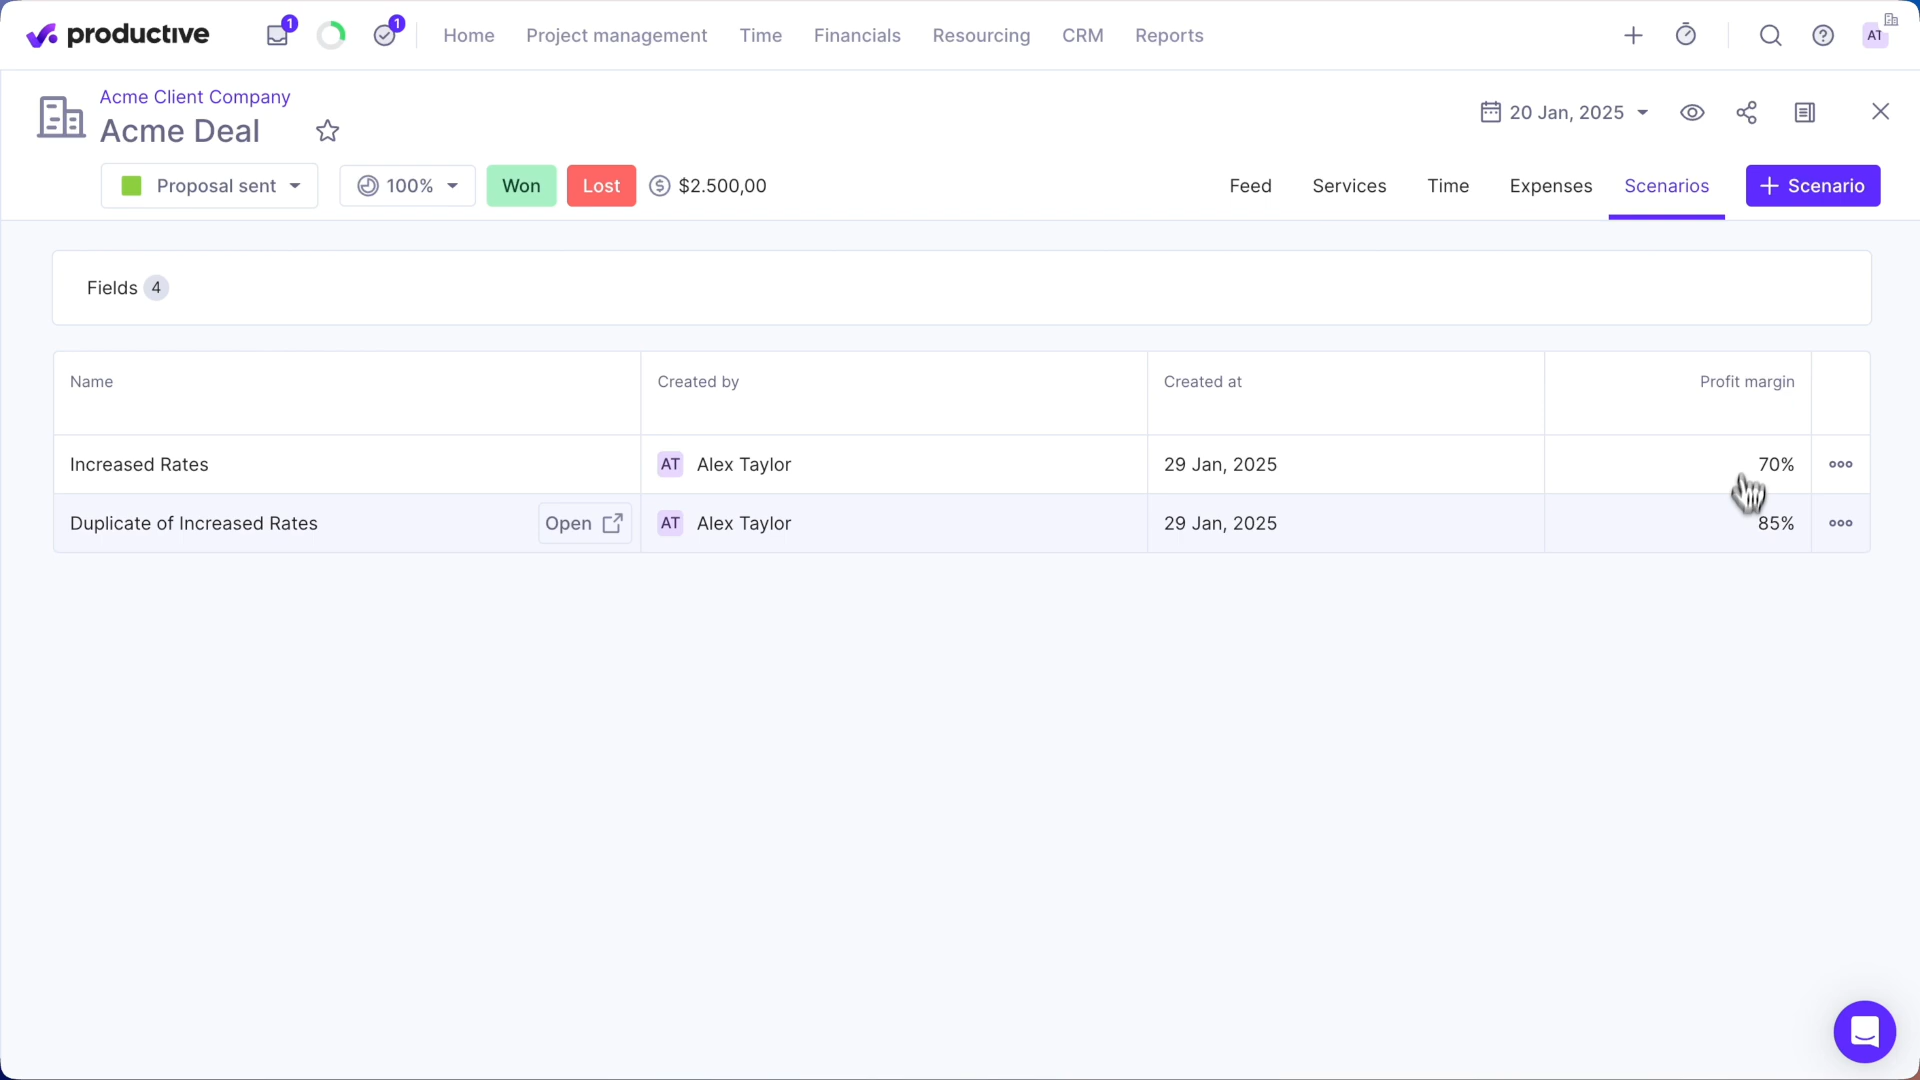 productive 1 1 Home Project management Time Financials Resourcing CRM Reports AT
Acme Client Company
Acme Deal
20 Jan, 2025
Proposal sent 100% Won Lost $2.500,00 Feed Services Time Expenses Scenarios + Scenario
Fields 4
Name Created by Created at Profit margin
Increased Rates AT Alex Taylor 29 Jan, 2025 70%
Duplicate of Increased Rates Open AT Alex Taylor 29 Jan, 2025 85%